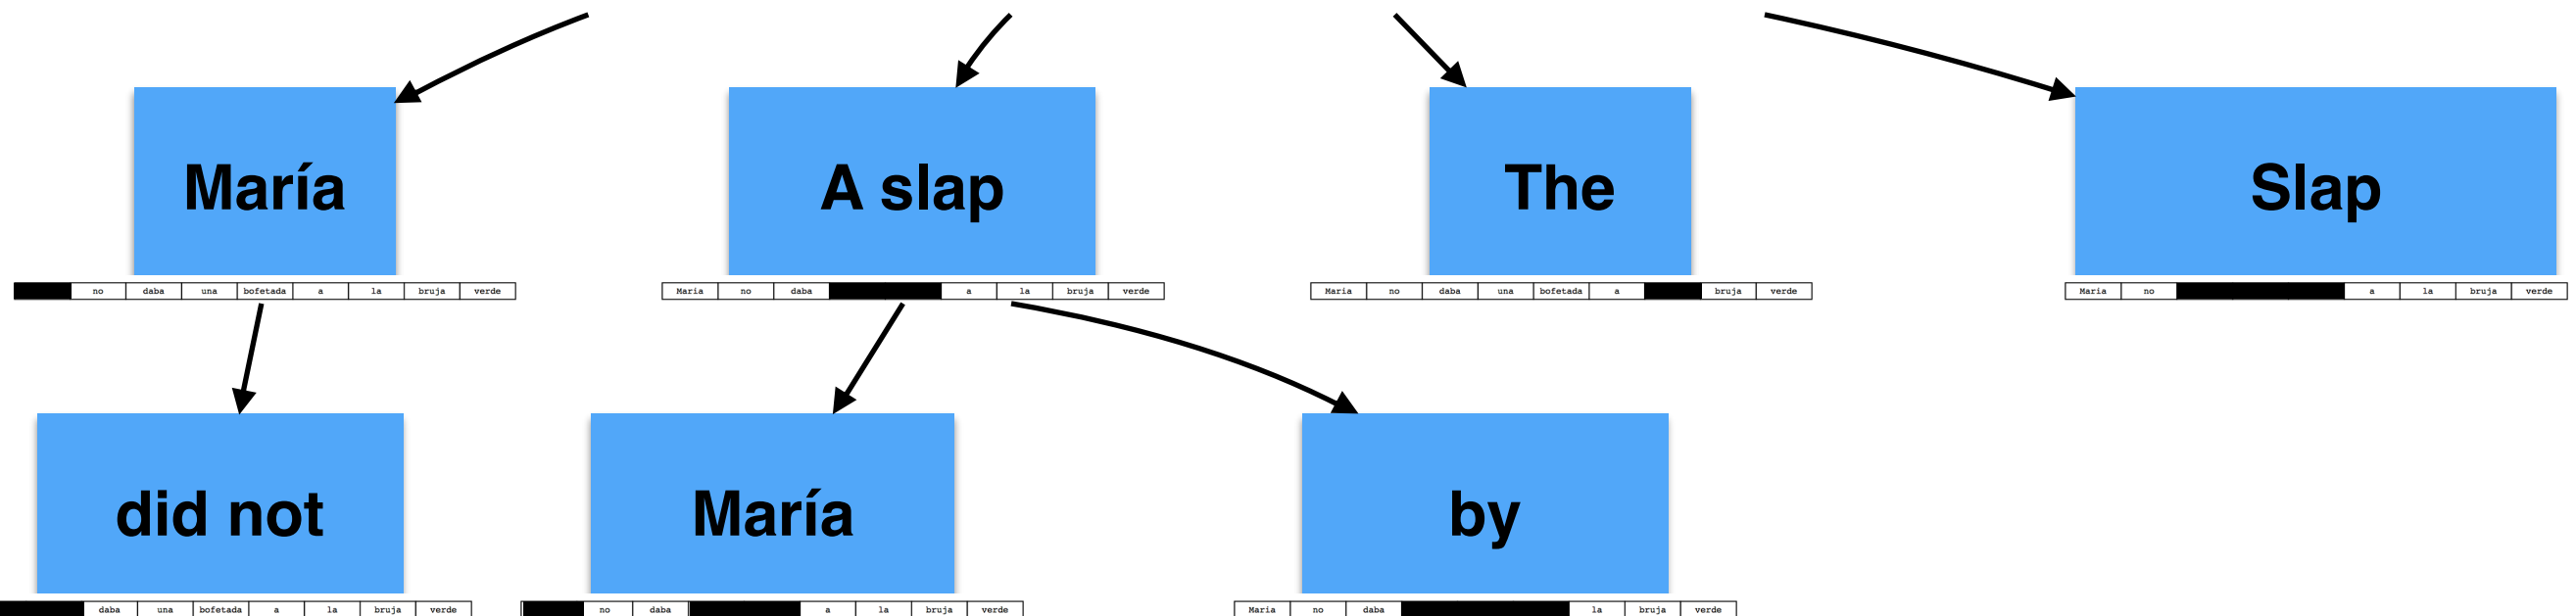 María
A slap
The
Slap
no daba una bofetada a la bruja verde
Maria no daba a la bruja verde
Maria no daba una bofetada a bruja verde
Maria no a la bruja verde
did not
María
by
daba una bofetada a la bruja verde
no daba a la bruja verde
Maria no daba la bruja verde